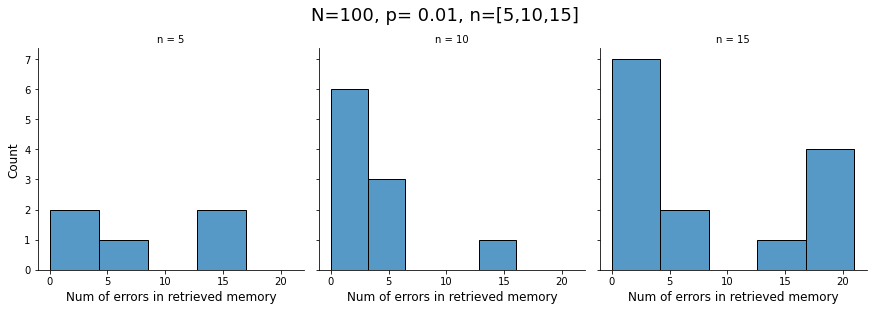 N=100, p= 0.01, n=[5,10,15]
n = 5
n = 10
n = 15
Count
7
6
5
4
3
2
1
0
0 5 10 15 20
0 5 10 15 20
0 5 10 15 20
Num of errors in retrieved memory
Num of errors in retrieved memory
Num of errors in retrieved memory